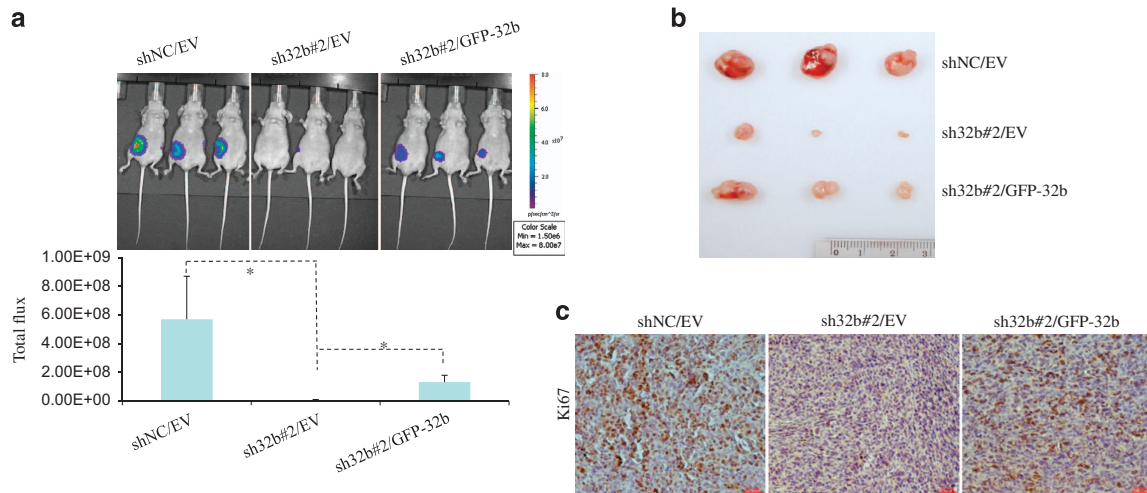 a
shNC/EV
sh32b#2/EV
sh32b#2/GFP-32b
8.0
6.0
4.0
2.0
x10^7
p/sec/cm^2/sr
Color Scale
Min = 1.50e6
Max = 8.00e7
Total flux
1.00E+09
8.00E+08
6.00E+08
4.00E+08
2.00E+08
0.00E+00
*
*
shNC/EV
sh32b#2/EV
sh32b#2/GFP-32b
b
shNC/EV
sh32b#2/EV
sh32b#2/GFP-32b
0 1 2 3
c
shNC/EV
sh32b#2/EV
sh32b#2/GFP-32b
Ki67